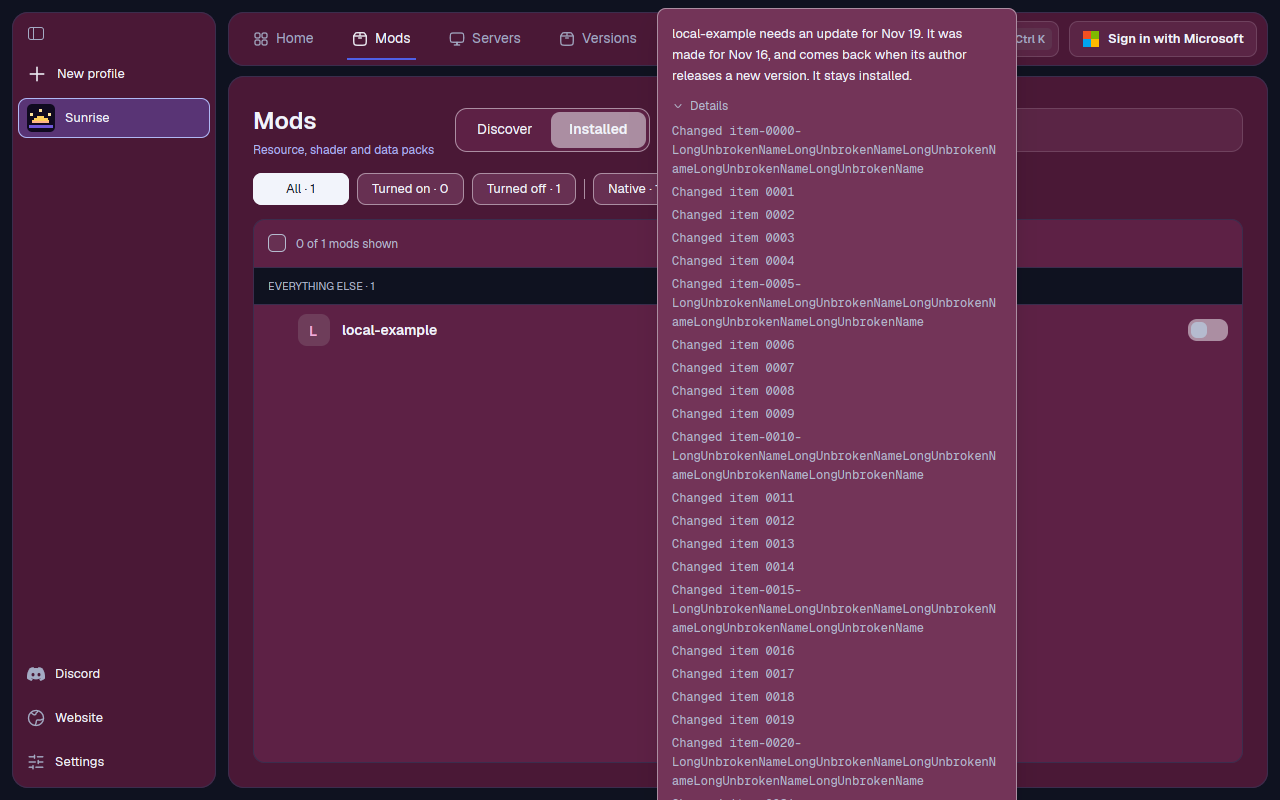 New profile
Sunrise
Discord
Website
Settings
Home
Mods
Servers
Versions
Ctrl K
Sign in with Microsoft
Mods
Resource, shader and data packs
Discover
Installed
All · 1
Turned on · 0
Turned off · 1
Native ·
0 of 1 mods shown
EVERYTHING ELSE · 1
L
local-example
local-example needs an update for Nov 19. It was
made for Nov 16, and comes back when its author
releases a new version. It stays installed.
Details
Changed item-0000-
LongUnbrokenNameLongUnbrokenNameLongUnbrokenN
ameLongUnbrokenNameLongUnbrokenName
Changed item 0001
Changed item 0002
Changed item 0003
Changed item 0004
Changed item-0005-
LongUnbrokenNameLongUnbrokenNameLongUnbrokenN
ameLongUnbrokenNameLongUnbrokenName
Changed item 0006
Changed item 0007
Changed item 0008
Changed item 0009
Changed item-0010-
LongUnbrokenNameLongUnbrokenNameLongUnbrokenN
ameLongUnbrokenNameLongUnbrokenName
Changed item 0011
Changed item 0012
Changed item 0013
Changed item 0014
Changed item-0015-
LongUnbrokenNameLongUnbrokenNameLongUnbrokenN
ameLongUnbrokenNameLongUnbrokenName
Changed item 0016
Changed item 0017
Changed item 0018
Changed item 0019
Changed item-0020-
LongUnbrokenNameLongUnbrokenNameLongUnbrokenN
ameLongUnbrokenNameLongUnbrokenName